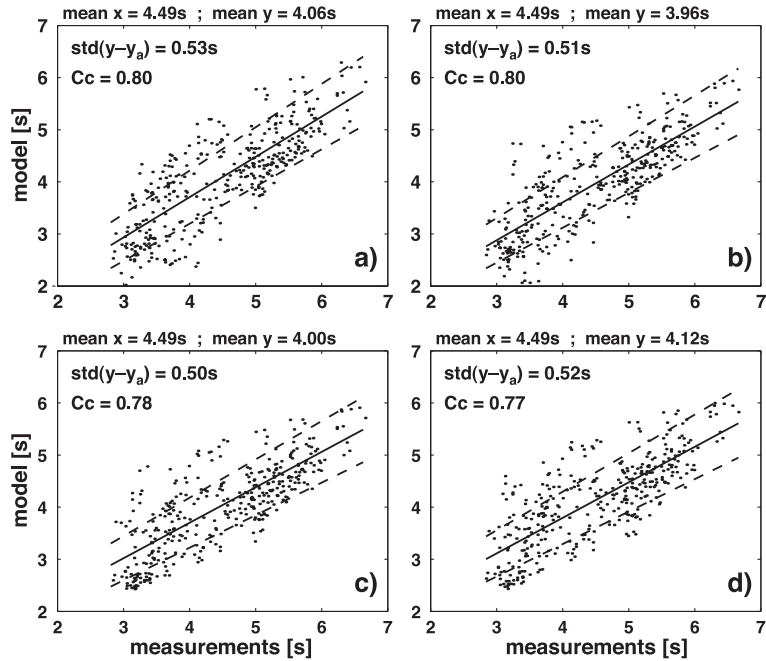 mean x = 4.49s ; mean y = 4.06s
7
std(y–yₐ) = 0.53s
6
Cc = 0.80
5
4
3
2
model [s]
a)
2 3 4 5 6 7
mean x = 4.49s ; mean y = 3.96s
7
std(y–yₐ) = 0.51s
6
Cc = 0.80
5
4
3
2
b)
2 3 4 5 6 7
mean x = 4.49s ; mean y = 4.00s
7
std(y–yₐ) = 0.50s
6
Cc = 0.78
5
4
3
2
model [s]
c)
2 3 4 5 6 7
measurements [s]
mean x = 4.49s ; mean y = 4.12s
7
std(y–yₐ) = 0.52s
6
Cc = 0.77
5
4
3
2
d)
2 3 4 5 6 7
measurements [s]